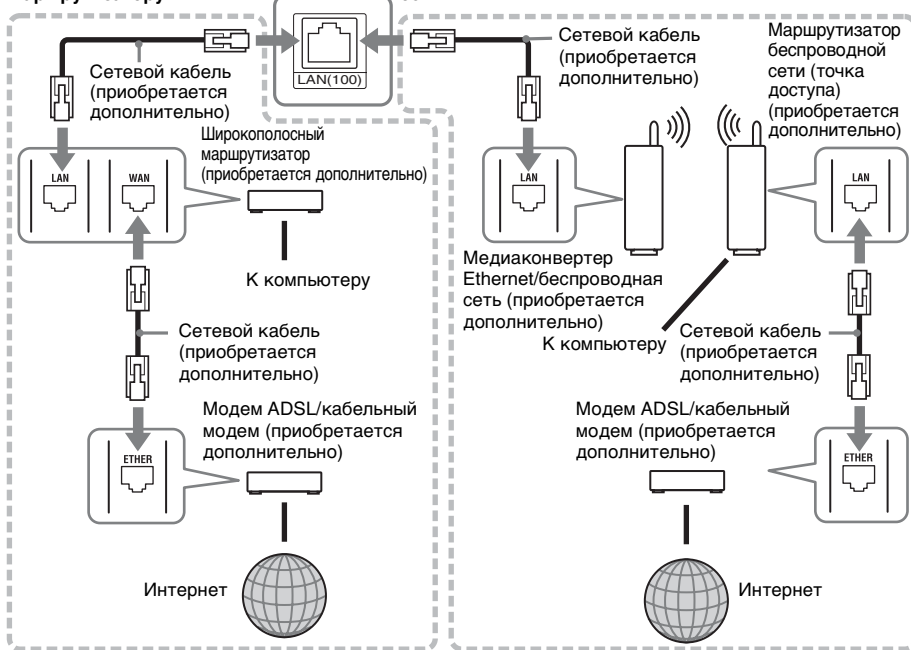 LAN(100)
Сетевой кабель
(приобретается
дополнительно)
Широкополосный
маршрутизатор
(приобретается дополнительно)
LAN
WAN
К компьютеру
Сетевой кабель
(приобретается
дополнительно)
Модем ADSL/кабельный
модем (приобретается
дополнительно)
ETHER
Интернет
Сетевой кабель
(приобретается
дополнительно)
Маршрутизатор
беспроводной
сети (точка
доступа)
(приобретается
дополнительно)
LAN
LAN
Медиаконвертер
Ethernet/беспроводная
сеть (приобретается
дополнительно)
К компьютеру
Сетевой кабель
(приобретается
дополнительно)
Модем ADSL/кабельный
модем (приобретается
дополнительно)
ETHER
Интернет